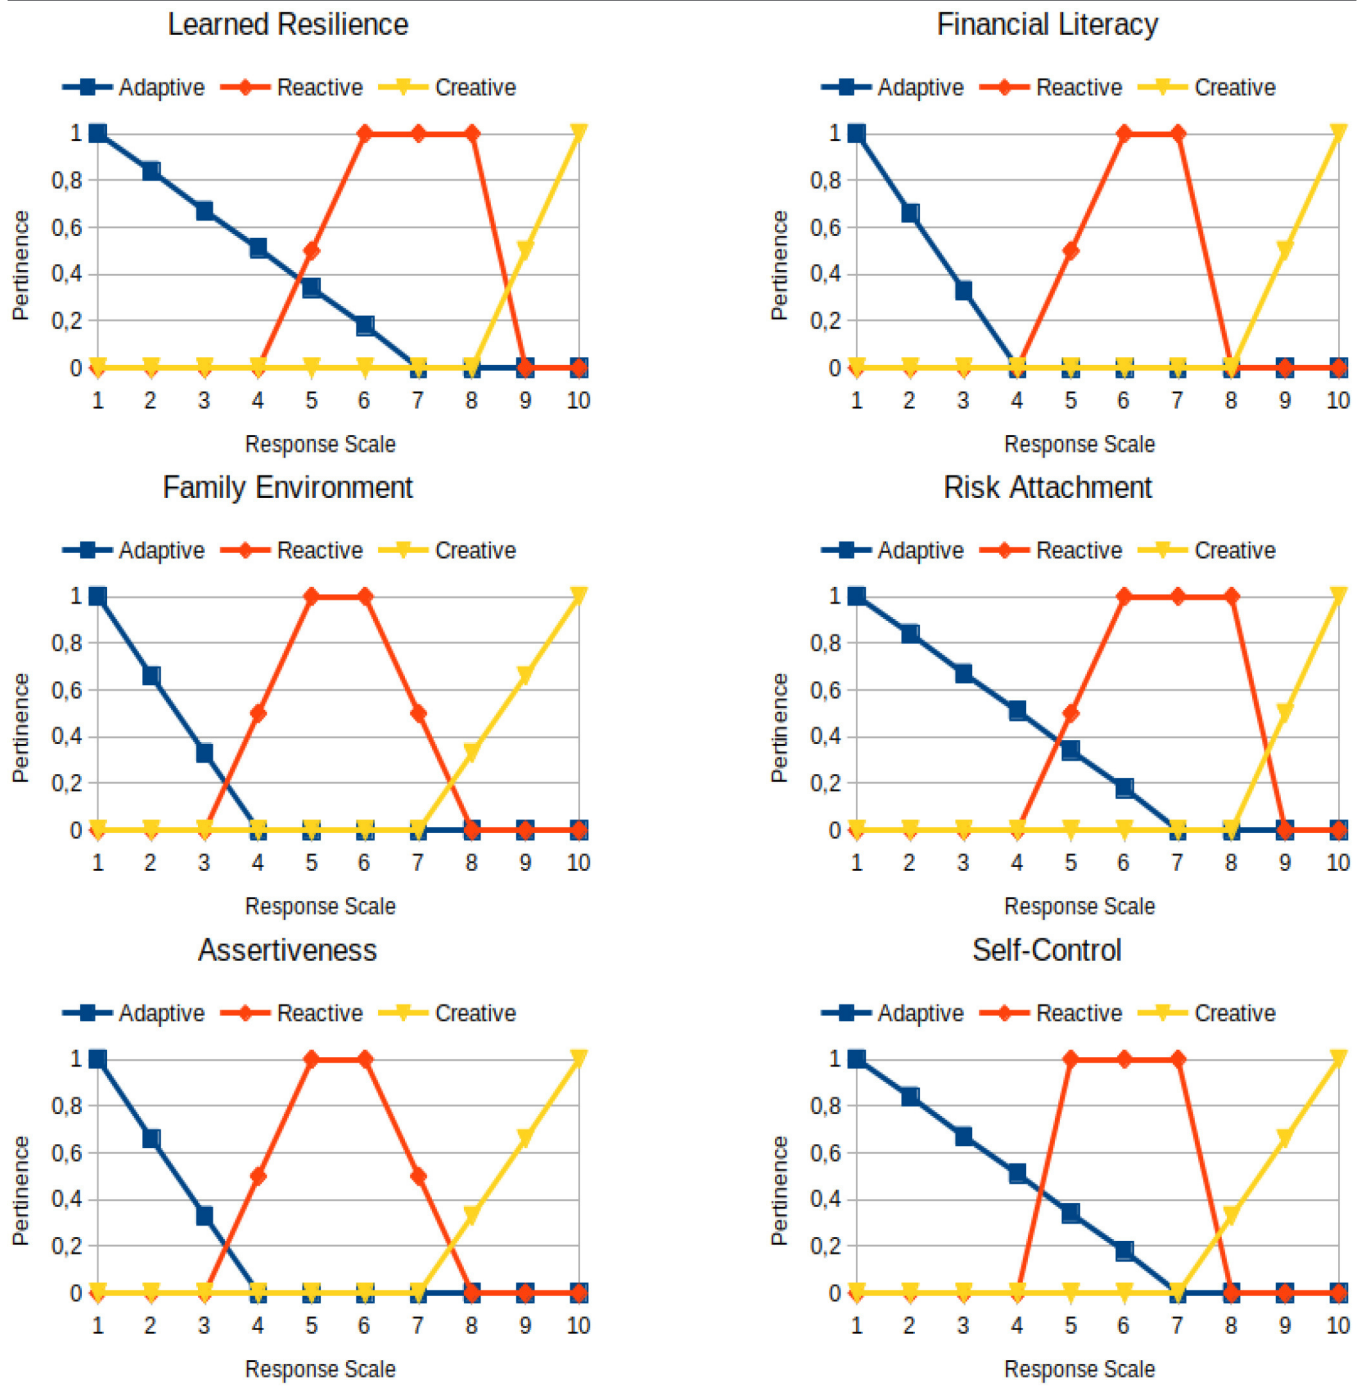 Learned Resilience
Adaptive Reactive Creative
1
0,8
0,6
0,4
0,2
0
Pertinence
1 2 3 4 5 6 7 8 9 10
Response Scale
Financial Literacy
Adaptive Reactive Creative
1
0,8
0,6
0,4
0,2
0
Pertinence
1 2 3 4 5 6 7 8 9 10
Response Scale
Family Environment
Adaptive Reactive Creative
1
0,8
0,6
0,4
0,2
0
Pertinence
1 2 3 4 5 6 7 8 9 10
Response Scale
Risk Attachment
Adaptive Reactive Creative
1
0,8
0,6
0,4
0,2
0
Pertinence
1 2 3 4 5 6 7 8 9 10
Response Scale
Assertiveness
Adaptive Reactive Creative
1
0,8
0,6
0,4
0,2
0
Pertinence
1 2 3 4 5 6 7 8 9 10
Response Scale
Self-Control
Adaptive Reactive Creative
1
0,8
0,6
0,4
0,2
0
Pertinence
1 2 3 4 5 6 7 8 9 10
Response Scale